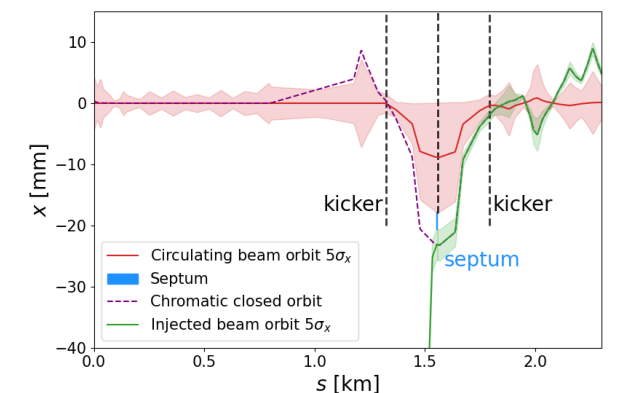 10
0
−10
−20
−30
−40
x [mm]
kicker
kicker
septum
Circulating beam orbit 5σₓ
Septum
Chromatic closed orbit
Injected beam orbit 5σₓ
0.0 0.5 1.0 1.5 2.0
s [km]